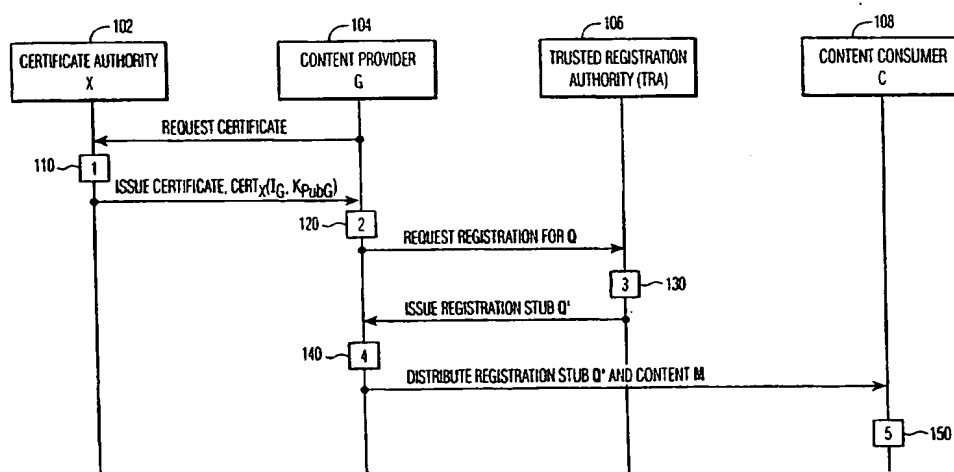 102
104
106
108
CERTIFICATE AUTHORITY
X
CONTENT PROVIDER
G
TRUSTED REGISTRATION
AUTHORITY (TRA)
CONTENT CONSUMER
C
REQUEST CERTIFICATE
110
1
ISSUE CERTIFICATE, CERTX(IG, KPubG)
120
2
REQUEST REGISTRATION FOR Q
3
130
ISSUE REGISTRATION STUB Q'
140
4
DISTRIBUTE REGISTRATION STUB Q' AND CONTENT M
5
150